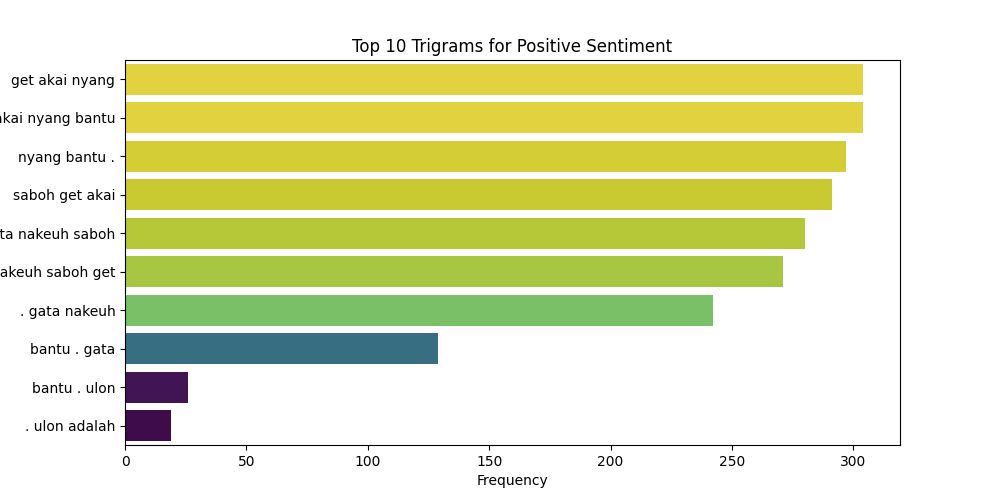 Top 10 Trigrams for Positive Sentiment
get akai nyang
akai nyang bantu
nyang bantu .
saboh get akai
ta nakeuh saboh
akeuh saboh get
. gata nakeuh
bantu . gata
bantu . ulon
. ulon adalah
0 50 100 150 200 250 300
Frequency